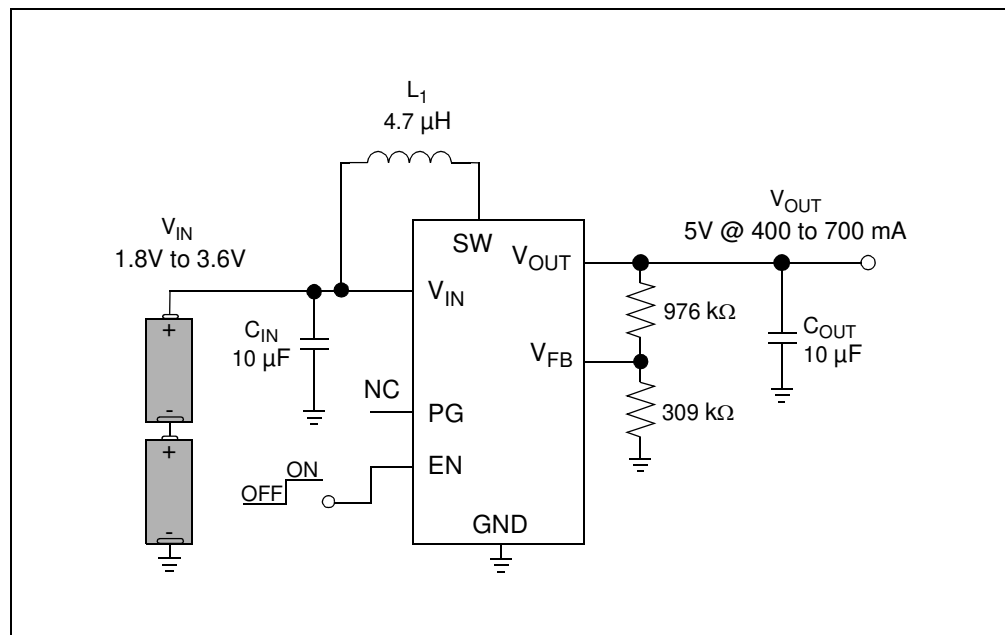 L1
4.7 µH
VIN
1.8V to 3.6V
+
-
+
-
CIN
10 µF
NC
OFF
ON
SW
VIN
PG
EN
GND
VOUT
VFB
976 kΩ
309 kΩ
VOUT
5V @ 400 to 700 mA
COUT
10 µF